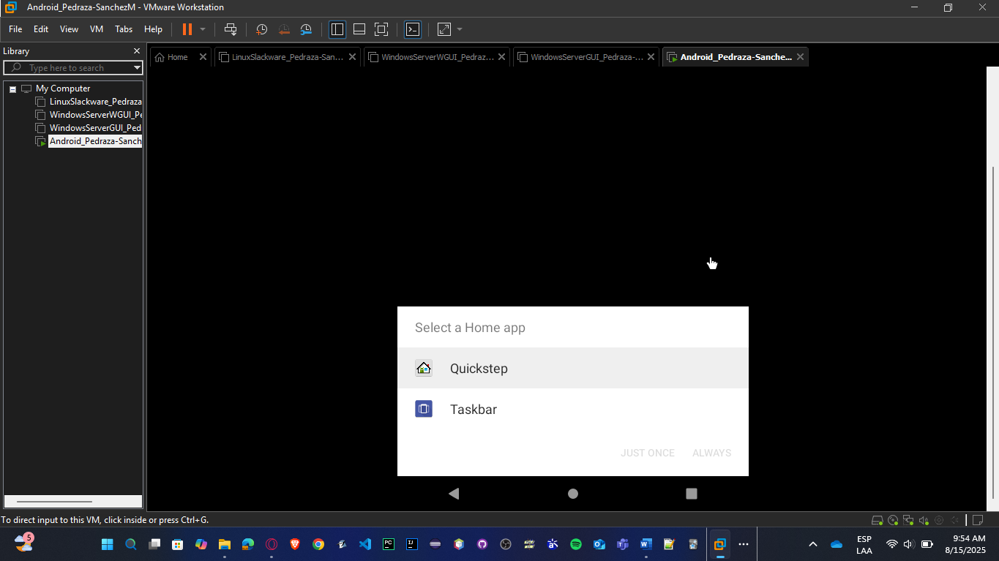 Android_Pedraza-SanchezM - VMware Workstation
File Edit View VM Tabs Help
Library
Type here to search
My Computer
LinuxSlackware_Pedraza
WindowsServerWGUI_Pe
WindowsServerGUI_Ped
Android_Pedraza-Sanch
Home
LinuxSlackware_Pedraza-San...
WindowsServerWGUI_Pedraz...
WindowsServerGUI_Pedraza-...
Android_Pedraza-Sanche...
Select a Home app
Quickstep
Taskbar
JUST ONCE ALWAYS
To direct input to this VM, click inside or press Ctrl+G.
5
PC
IJ
ESP
LAA
9:54 AM
8/15/2025